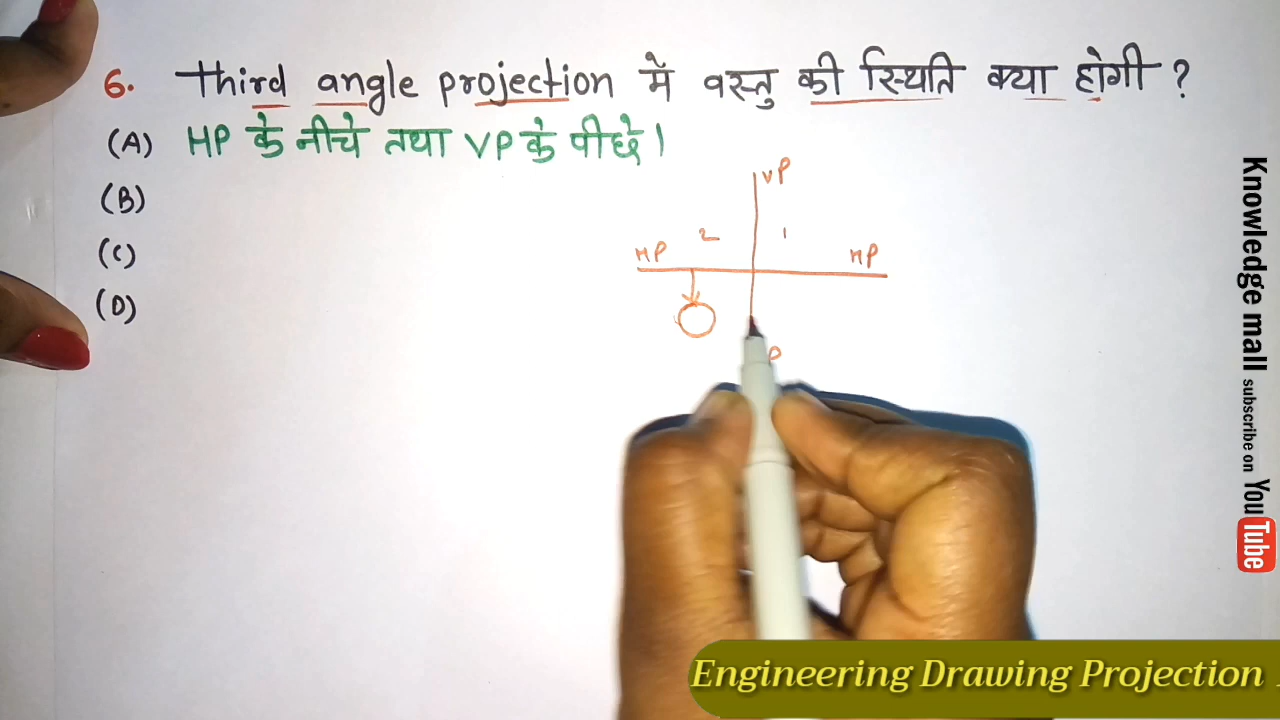 6. Third angle projection में वस्तु की स्थिति क्या होगी ?
(A) HP के नीचे तथा VP के पीछे।
(B)
(C)
(D)
VP
2 1
HP HP
P
Knowledge mall subscribe on YouTube
Engineering Drawing Projection